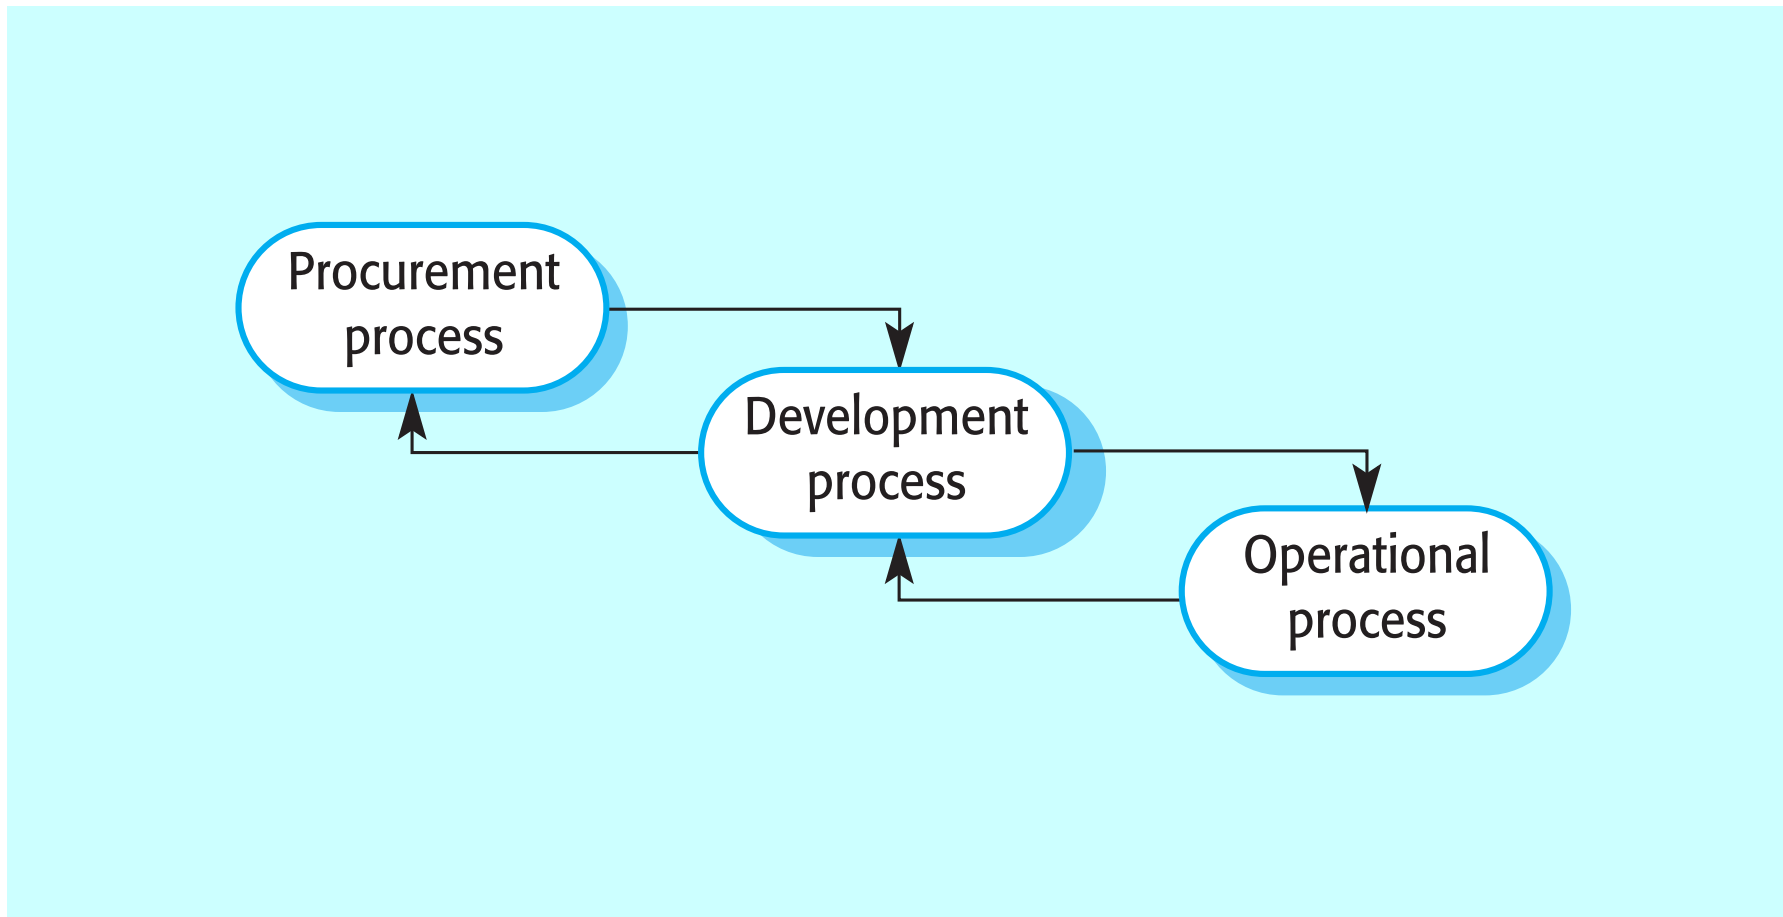 Procurement
process
Development
process
Operational
process